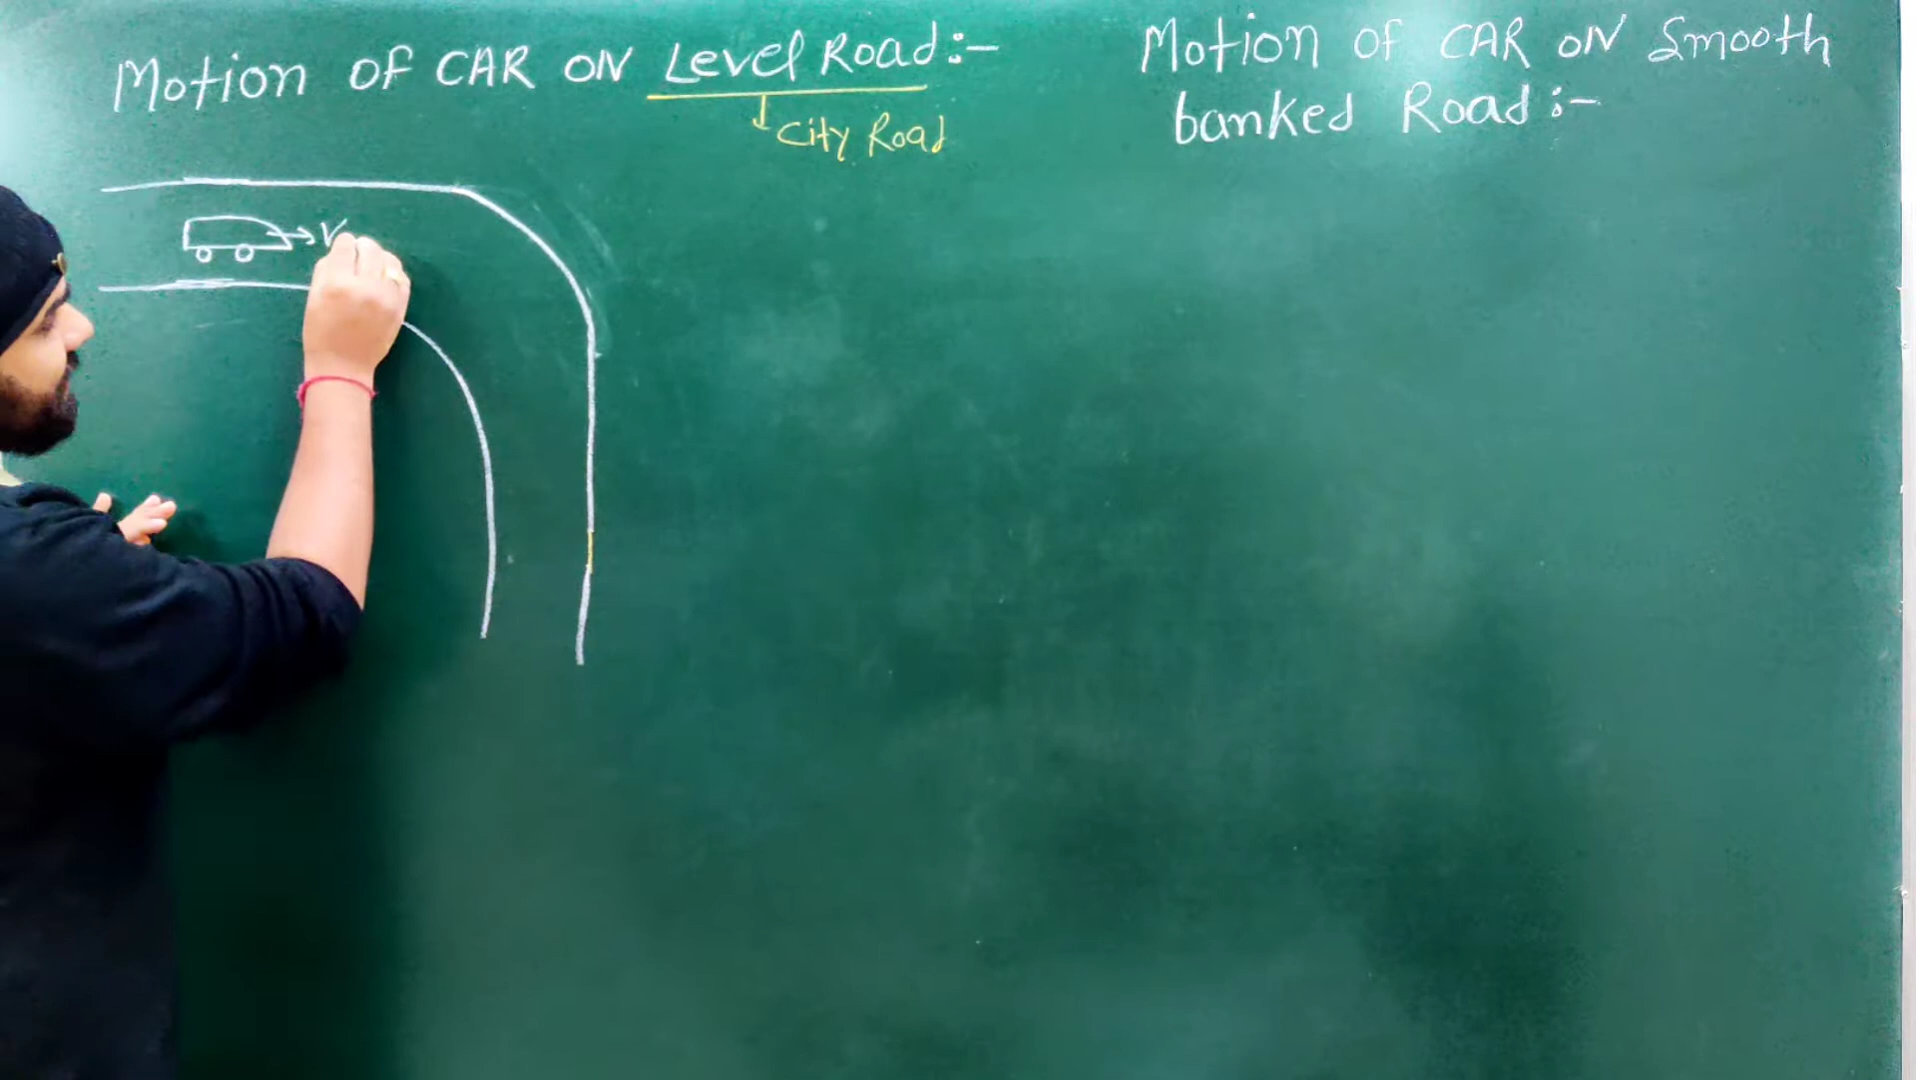 Motion OF CAR ON Level Road:-
City Road
V
Motion OF CAR ON Smooth
banked Road:-